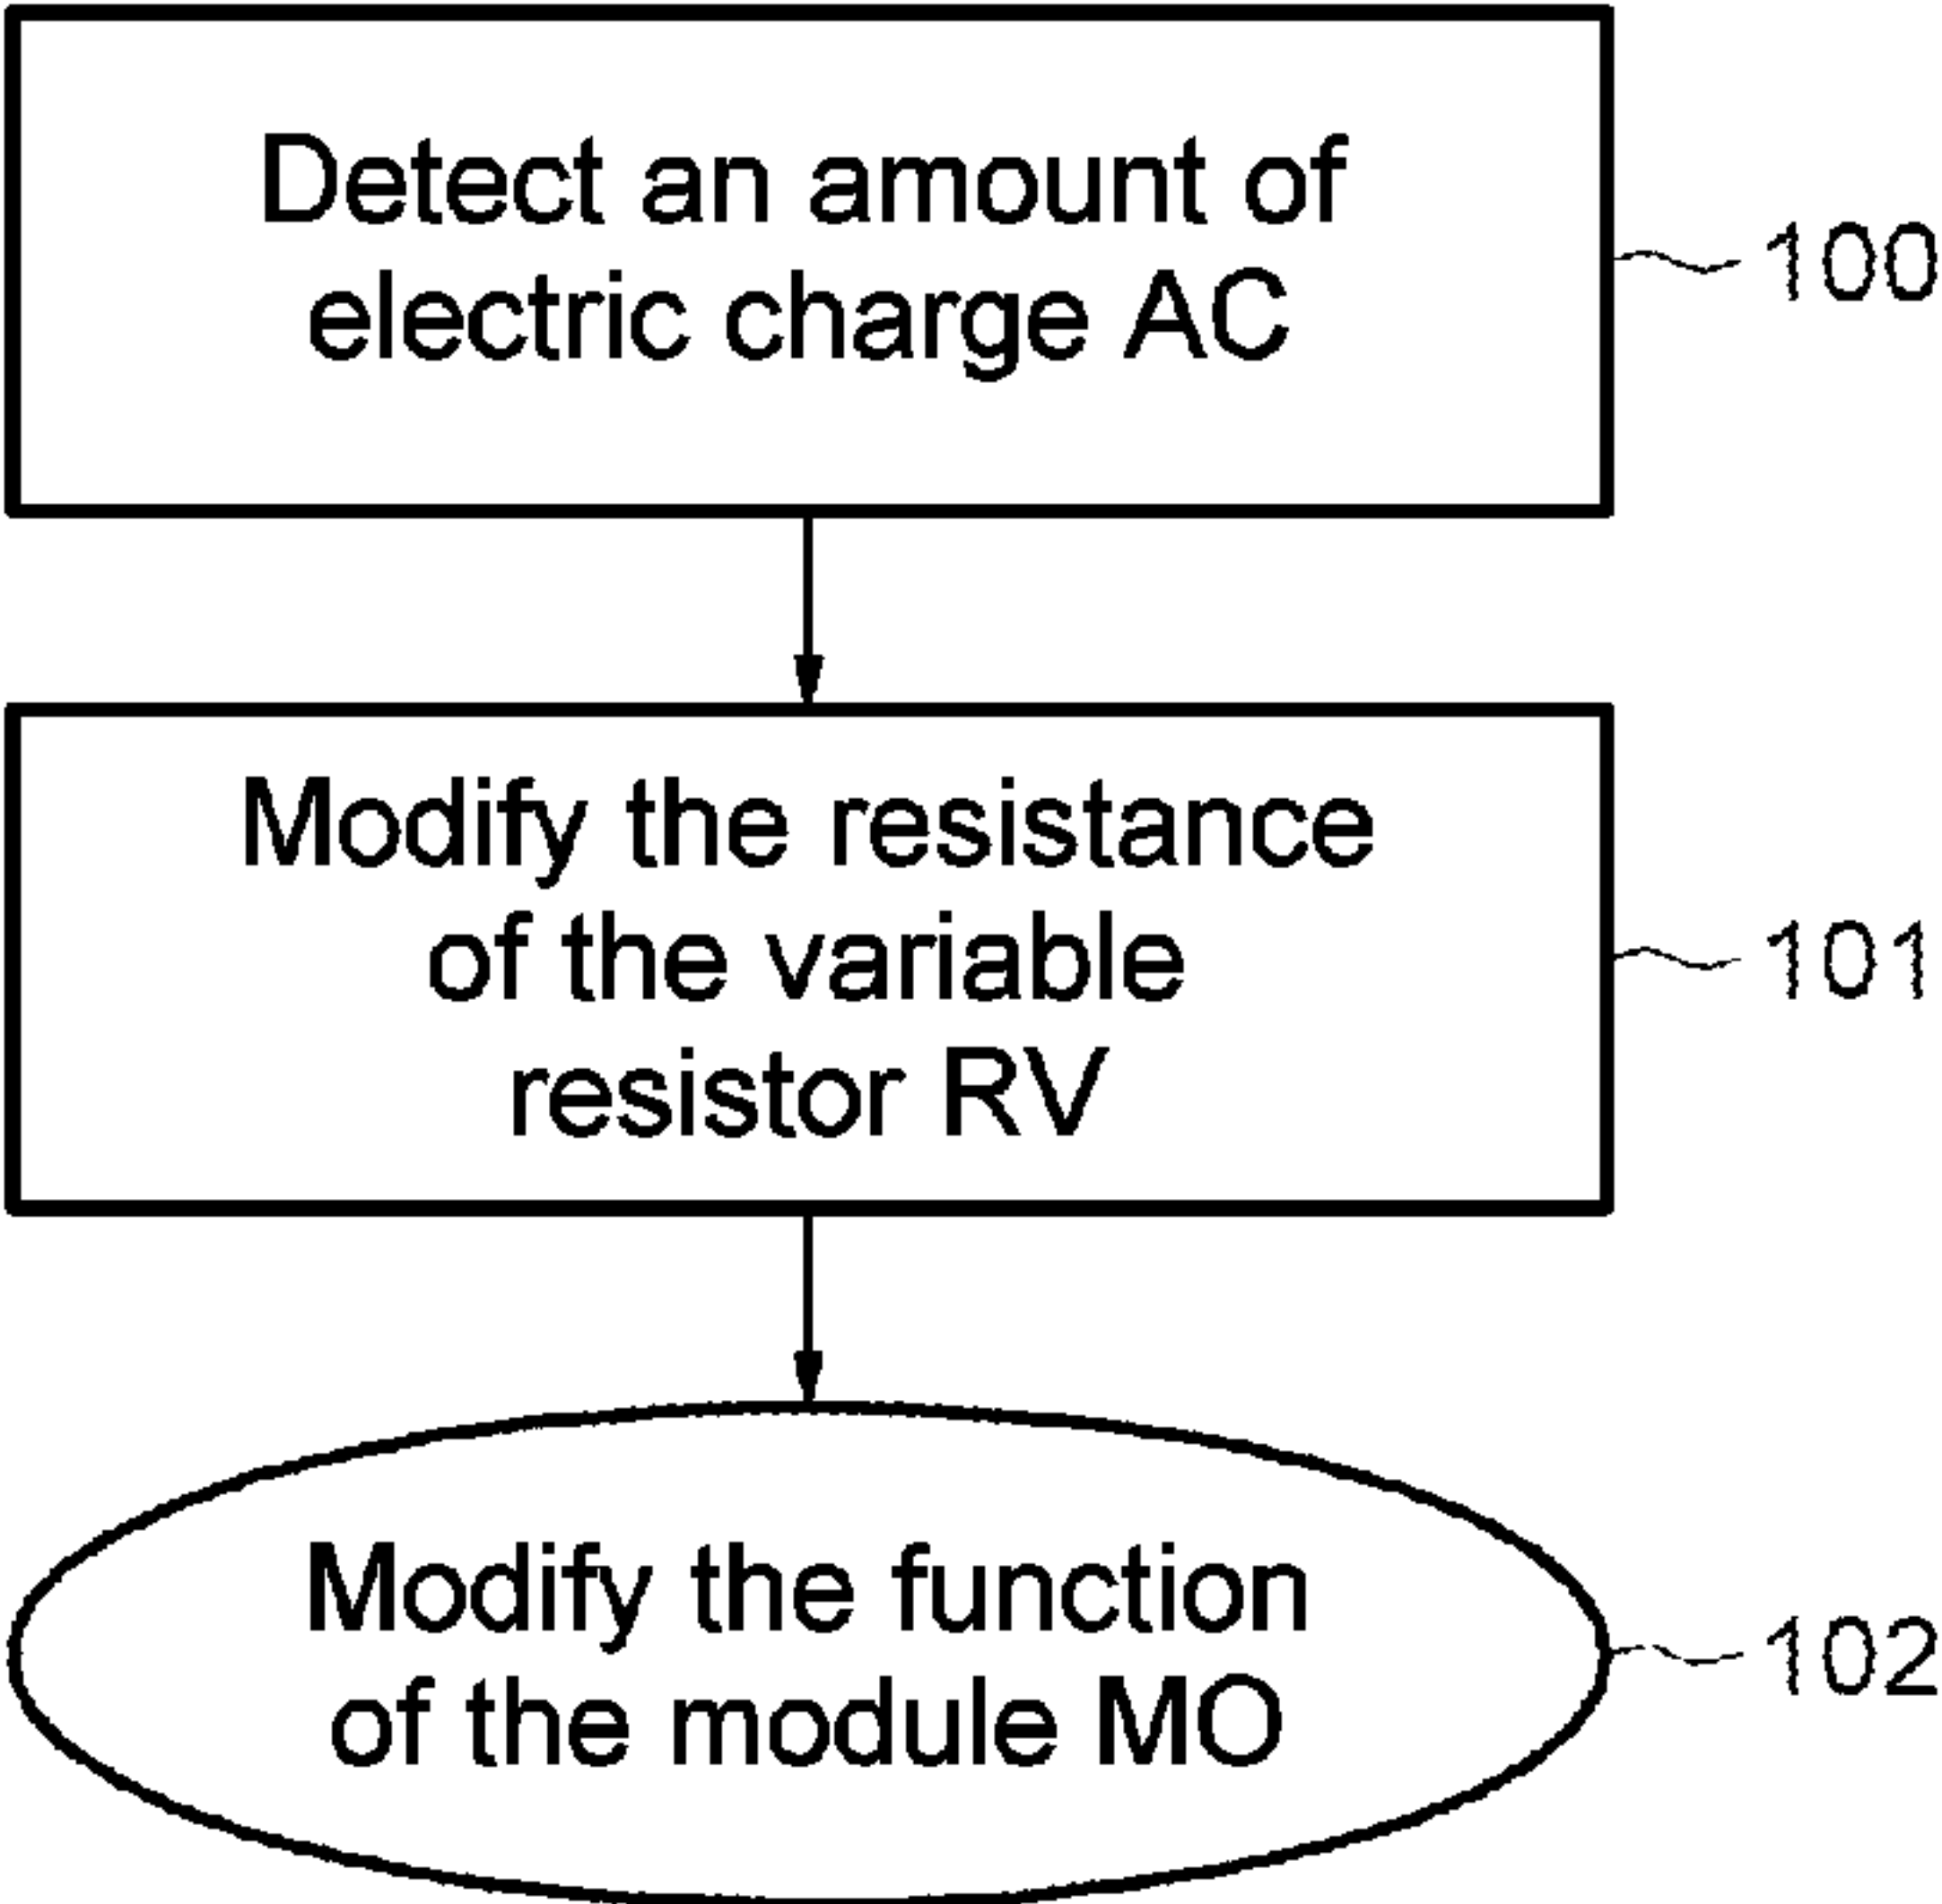 Detect an amount of
electric charge AC
100
Modify the resistance
of the variable
resistor RV
101
Modify the function
of the module MO
102